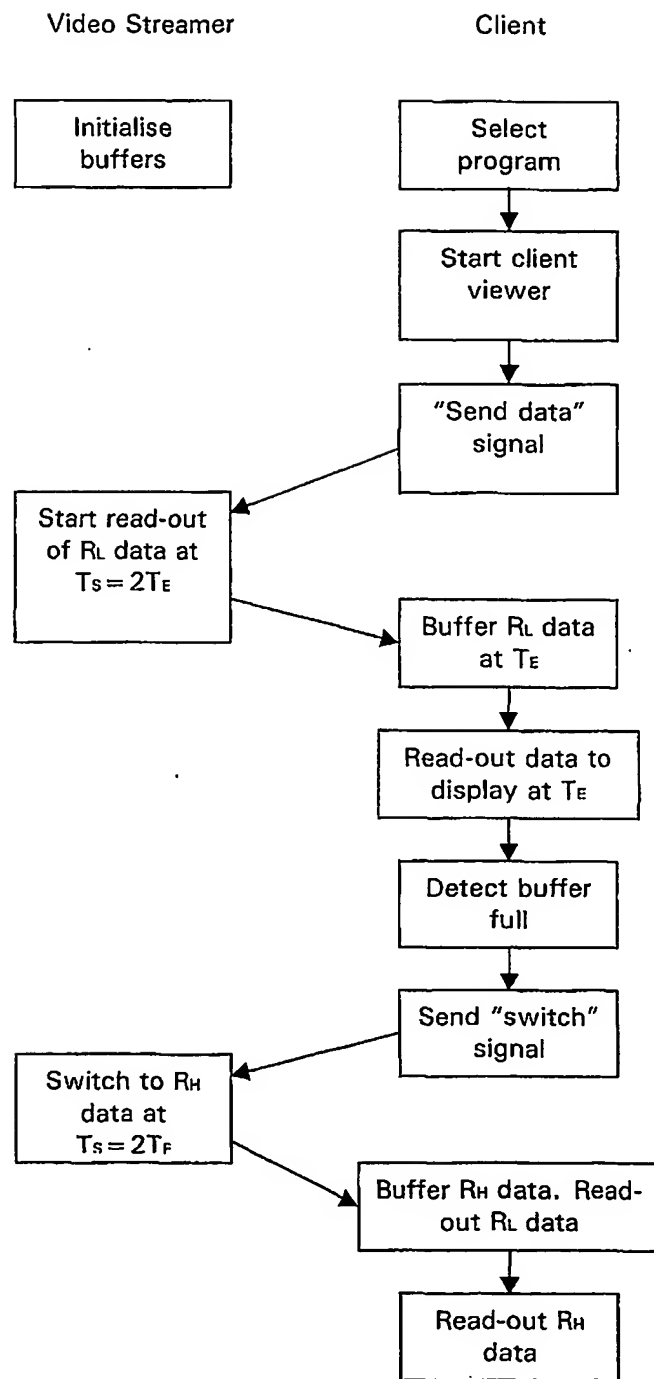 Video Streamer
Client
Initialise
buffers
Select
program
Start client
viewer
"Send data"
signal
Start read-out
of RL data at
TS = 2TE
Buffer RL data
at TE
Read-out data to
display at TE
Detect buffer
full
Send "switch"
signal
Switch to RH
data at
TS = 2TF
Buffer RH data. Read-
out RL data
Read-out RH
data